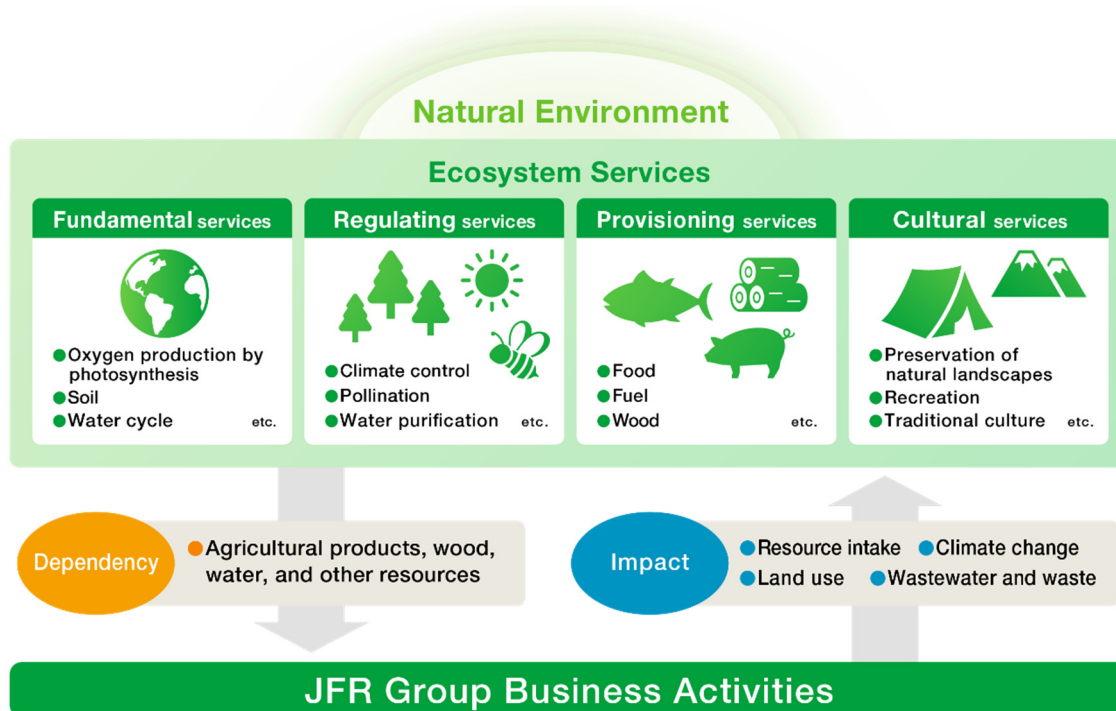 Natural Environment
Ecosystem Services
Fundamental services
●Oxygen production by
photosynthesis
●Soil
●Water cycle etc.
Regulating services
●Climate control
●Pollination
●Water purification etc.
Provisioning services
●Food
●Fuel
●Wood etc.
Cultural services
●Preservation of
natural landscapes
●Recreation
●Traditional culture etc.
Dependency
●Agricultural products, wood,
water, and other resources
Impact
●Resource intake ●Climate change
●Land use ●Wastewater and waste
JFR Group Business Activities